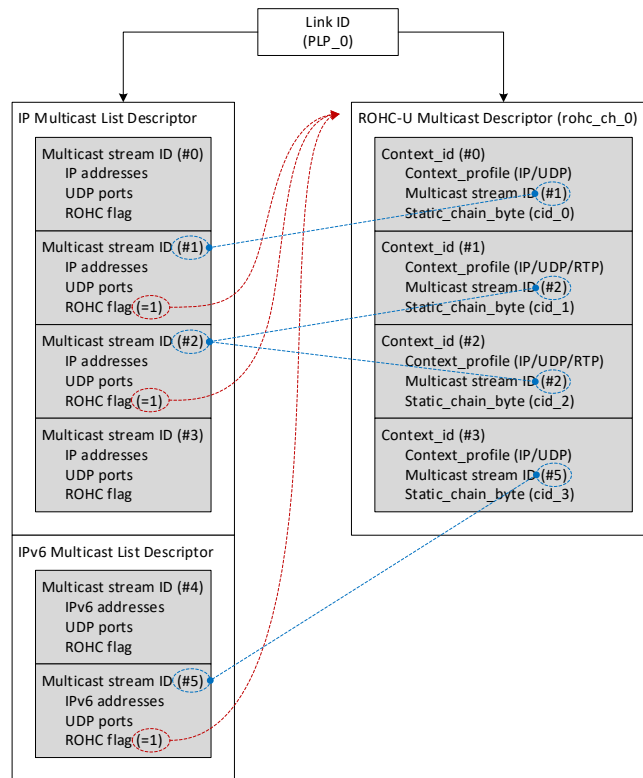 Link ID
(PLP_0)
IP Multicast List Descriptor
Multicast stream ID (#0)
IP addresses
UDP ports
ROHC flag
Multicast stream ID (#1)
IP addresses
UDP ports
ROHC flag (=1)
Multicast stream ID (#2)
IP addresses
UDP ports
ROHC flag (=1)
Multicast stream ID (#3)
IP addresses
UDP ports
ROHC flag
IPv6 Multicast List Descriptor
Multicast stream ID (#4)
IPv6 addresses
UDP ports
ROHC flag
Multicast stream ID (#5)
IPv6 addresses
UDP ports
ROHC flag (=1)
ROHC-U Multicast Descriptor (rohc_ch_0)
Context_id (#0)
Context_profile (IP/UDP)
Multicast stream ID (#1)
Static_chain_byte (cid_0)
Context_id (#1)
Context_profile (IP/UDP/RTP)
Multicast stream ID (#2)
Static_chain_byte (cid_1)
Context_id (#2)
Context_profile (IP/UDP/RTP)
Multicast stream ID (#2)
Static_chain_byte (cid_2)
Context_id (#3)
Context_profile (IP/UDP)
Multicast stream ID (#5)
Static_chain_byte (cid_3)